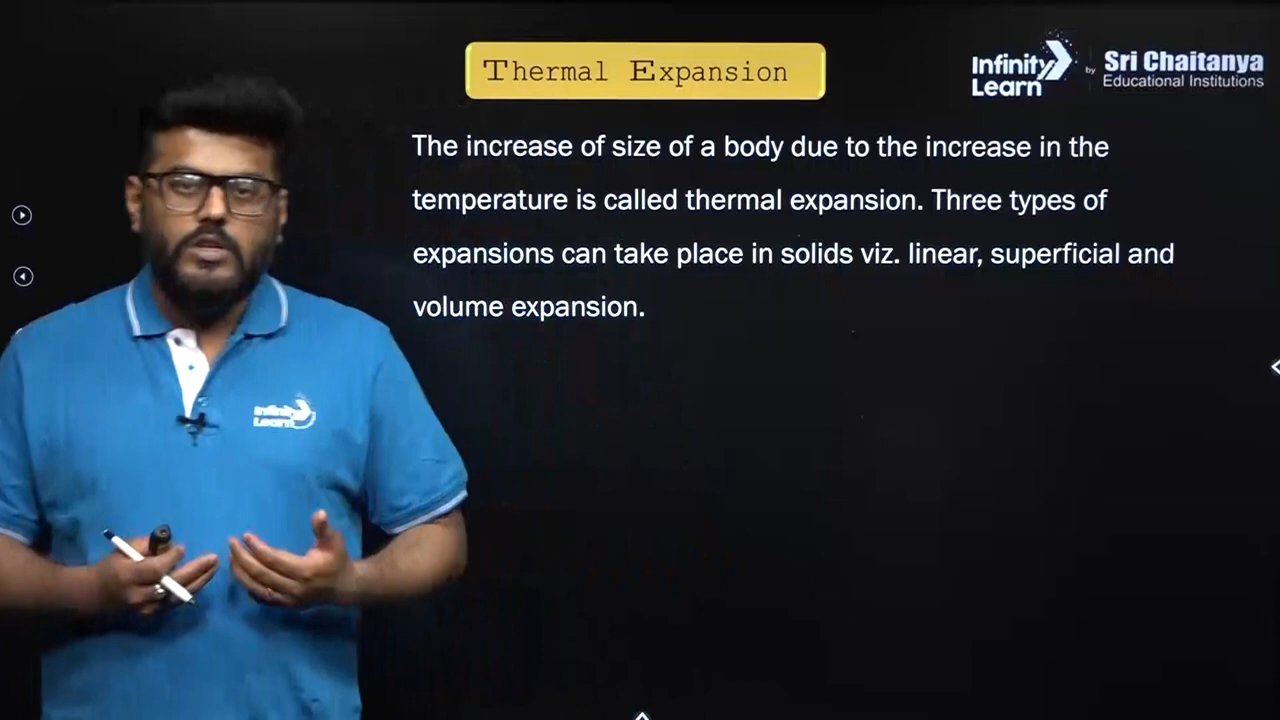 Thermal Expansion
Infinity Learn
by
Sri Chaitanya
Educational Institutions
The increase of size of a body due to the increase in the
temperature is called thermal expansion. Three types of
expansions can take place in solids viz. linear, superficial and
volume expansion.
Infinity
Learn